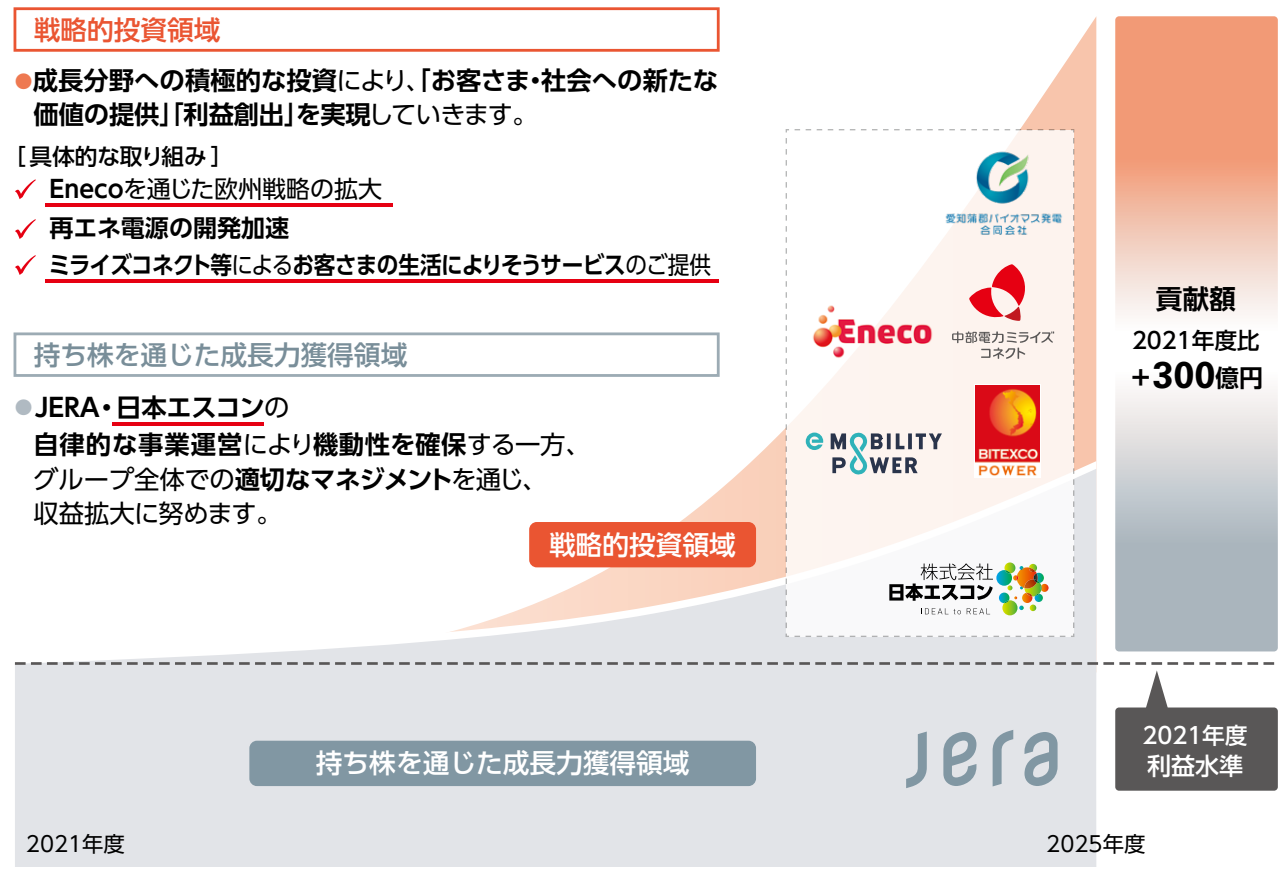 戦略的投資領域
●成長分野への積極的な投資により、「お客さま・社会への新たな
価値の提供」「利益創出」を実現していきます。
［具体的な取り組み］
✓ Enecoを通じた欧州戦略の拡大
✓ 再エネ電源の開発加速
✓ ミライズコネクト等によるお客さまの生活によりそうサービスのご提供
持ち株を通じた成長力獲得領域
●JERA・日本エスコンの
自律的な事業運営により機動性を確保する一方、
グループ全体での適切なマネジメントを通じ、
収益拡大に努めます。
戦略的投資領域
愛知蒲郡バイオマス発電
合同会社
Eneco
中部電力ミライズ
コネクト
e MOBILITY
POWER
BITEXCO
POWER
株式会社
日本エスコン
IDEAL to REAL
貢献額
2021年度比
+300億円
持ち株を通じた成長力獲得領域
Jera
2021年度
利益水準
2021年度
2025年度